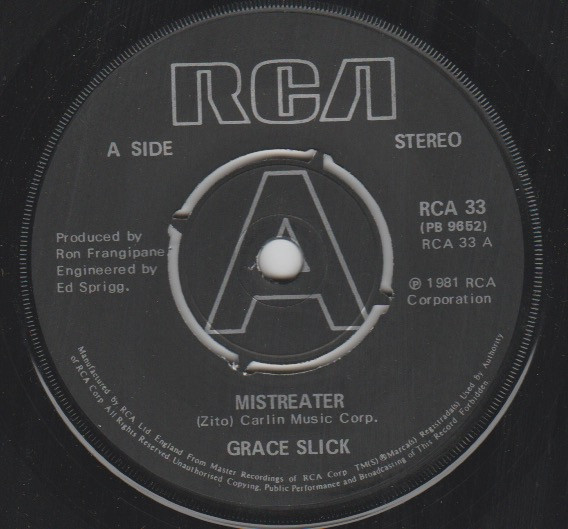 RCA
A SIDE
STEREO
A
RCA 33
(PB 9652)
RCA 33 A
Produced by
Ron Frangipane.
Engineered by
Ed Sprigg.
℗ 1981 RCA
Corporation
MISTREATER
(Zito) Carlin Music Corp.
GRACE SLICK
Manufactured by RCA Ltd England From Master Recordings of RCA Corp TM(S) ®Marca(s) Registrada(s) Used by Authority
of RCA Corp All Rights Reserved Unauthorised Copying, Public Performance and Broadcasting of This Record Forbidden